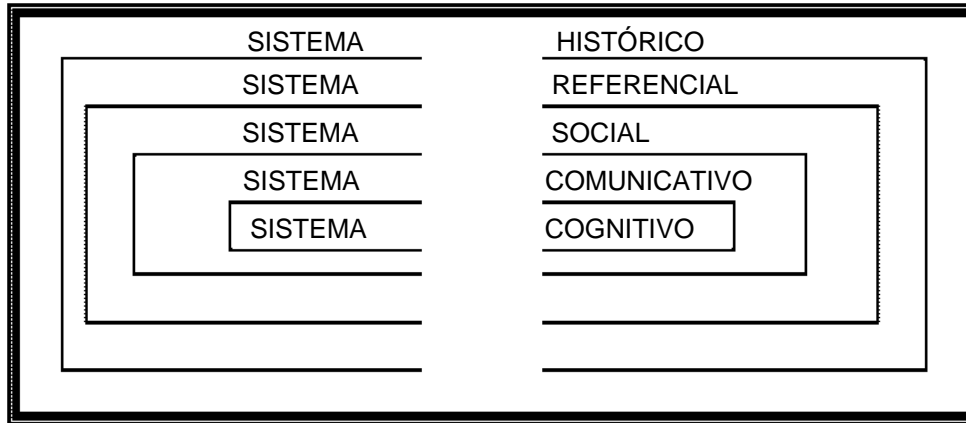 SISTEMA HISTÓRICO
SISTEMA REFERENCIAL
SISTEMA SOCIAL
SISTEMA COMUNICATIVO
SISTEMA COGNITIVO